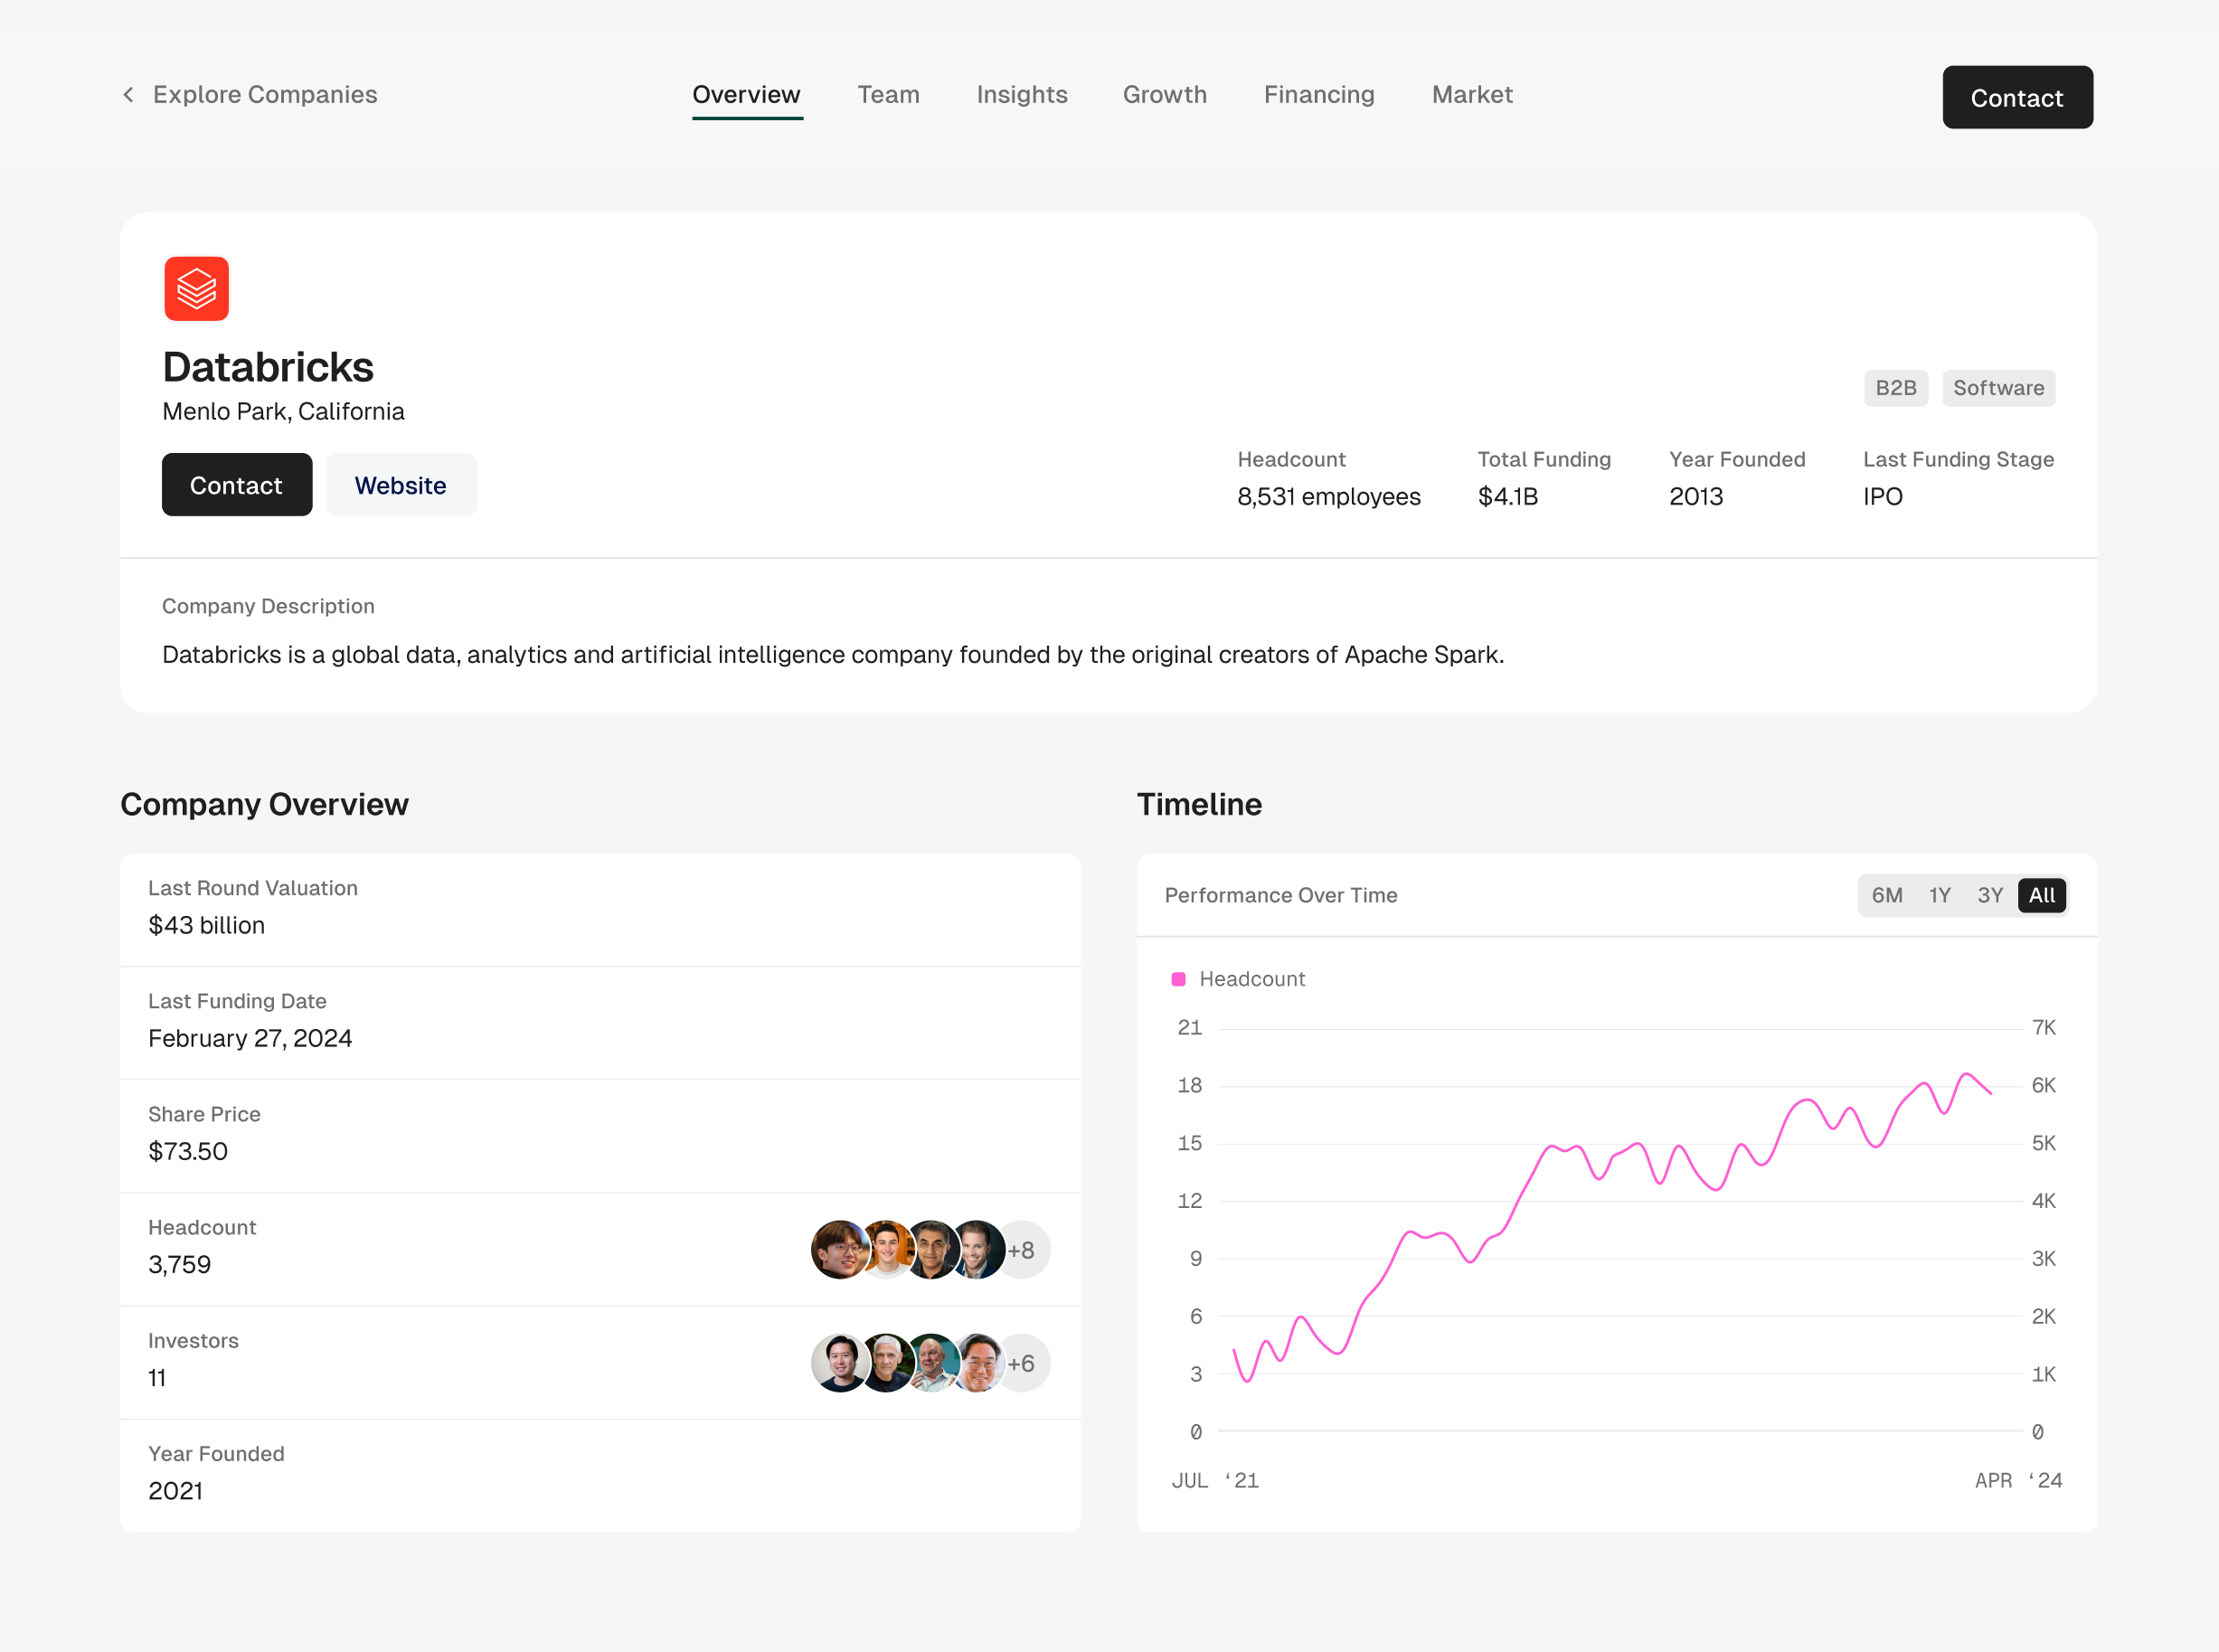 Explore Companies
Overview Team Insights Growth Financing Market
Contact
Databricks
Menlo Park, California
Contact Website
B2B Software
Headcount Total Funding Year Founded Last Funding Stage
8,531 employees $4.1B 2013 IPO
Company Description
Databricks is a global data, analytics and artificial intelligence company founded by the original creators of Apache Spark.
Company Overview
Last Round Valuation
$43 billion
Last Funding Date
February 27, 2024
Share Price
$73.50
Headcount
3,759
+8
Investors
11
+6
Year Founded
2021
Timeline
Performance Over Time
6M 1Y 3Y All
Headcount
21 7K
18 6K
15 5K
12 4K
9 3K
6 2K
3 1K
0 0
JUL ‘21 APR ‘24